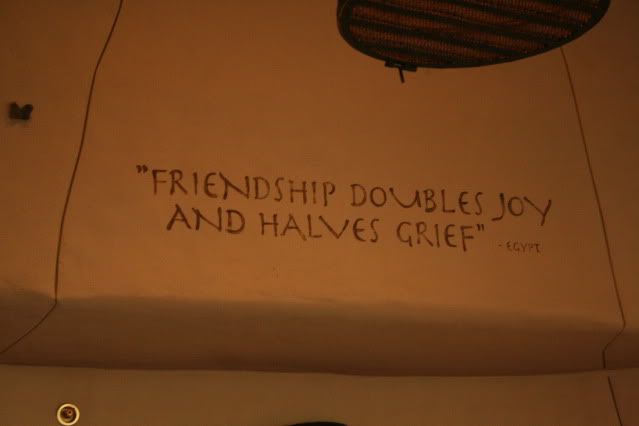 "FRIENDSHIP DOUBLES JOY
AND HALVES GRIEF" - EGYPT